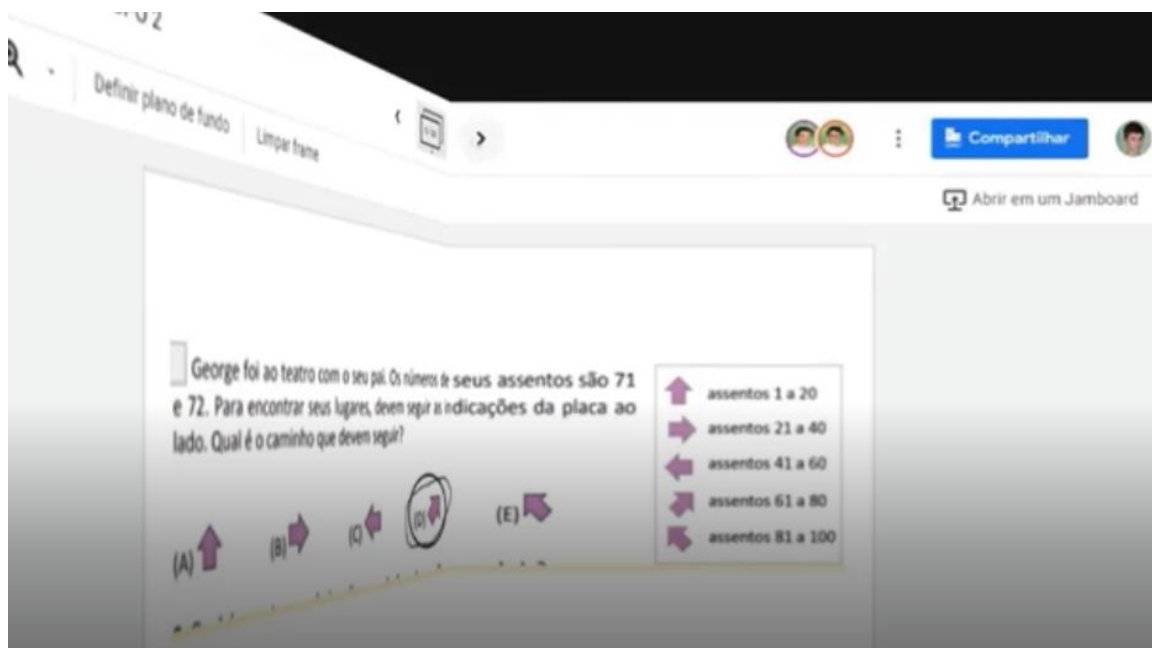 Definir plano de fundo
Limpar frame
Compartilhar
Abrir em um Jamboard
George foi ao teatro com o seu pai. Os números de seus assentos são 71
e 72. Para encontrar seus lugares, devem seguir as indicações da placa ao
lado. Qual é o caminho que devem seguir?
(A)
(B)
(C)
(D)
(E)
assentos 1 a 20
assentos 21 a 40
assentos 41 a 60
assentos 61 a 80
assentos 81 a 100